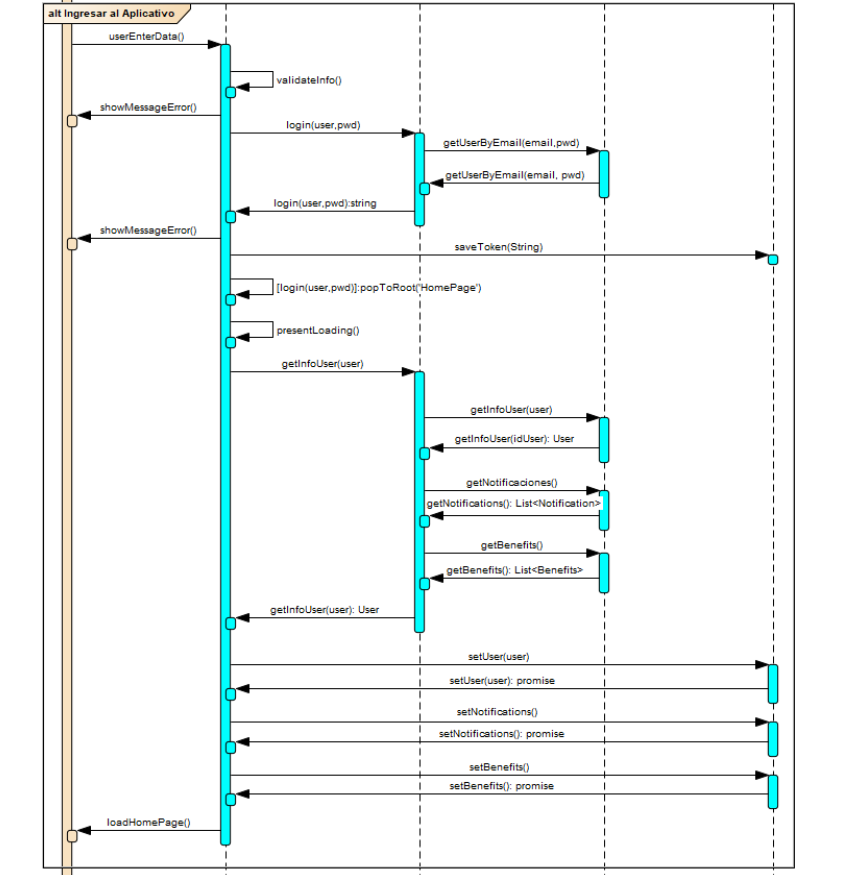 alt Ingresar al Aplicativo
userEnterData()
validateInfo()
showMessageError()
login(user,pwd)
getUserByEmail(email,pwd)
getUserByEmail(email, pwd)
login(user,pwd):string
showMessageError()
saveToken(String)
[login(user,pwd)]:popToRoot('HomePage')
presentLoading()
getInfoUser(user)
getInfoUser(user)
getInfoUser(idUser): User
getNotificaciones()
getNotifications(): List<Notification>
getBenefits()
getBenefits(): List<Benefits>
getInfoUser(user): User
setUser(user)
setUser(user): promise
setNotifications()
setNotifications(): promise
setBenefits()
setBenefits(): promise
loadHomePage()